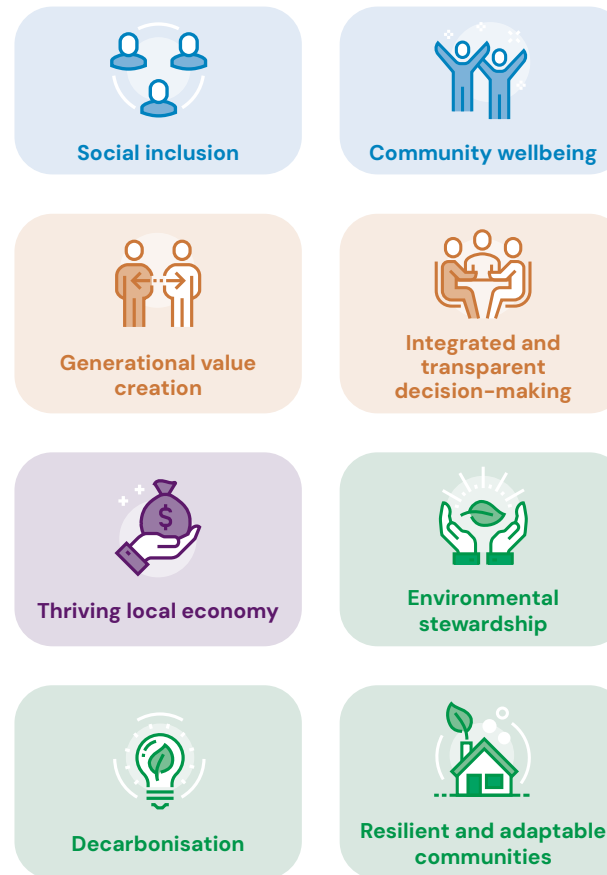 Social inclusion
Community wellbeing
Generational value
creation
Integrated and
transparent
decision-making
$
Thriving local economy
Environmental
stewardship
Decarbonisation
Resilient and adaptable
communities